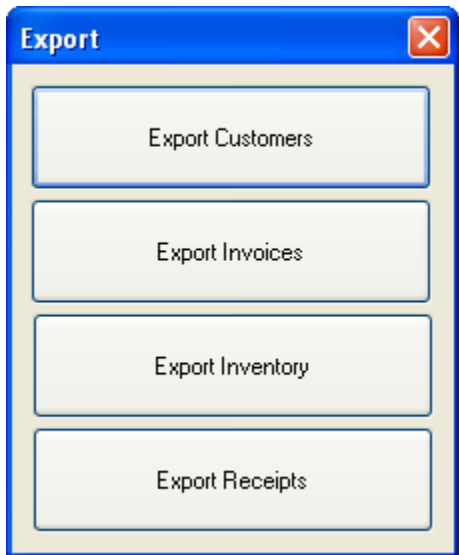 Export
Export Customers
Export Invoices
Export Inventory
Export Receipts